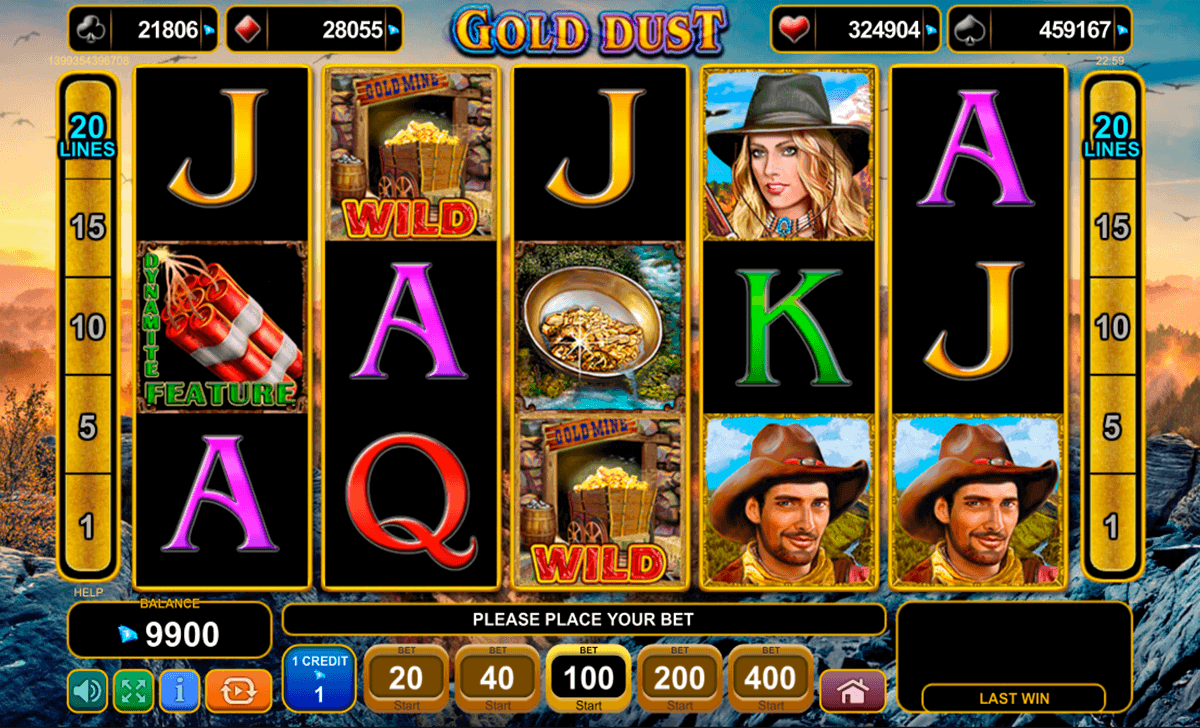 21806
28055
GOLD DUST
324904
459167
1399354396708
22:59
20
LINES
15
10
5
1
J
GOLD MINE
WILD
J
A
20
LINES
15
10
5
1
DYNAMITE
FEATURE
A
K
J
A
Q
GOLD MINE
WILD
HELP
BALANCE
9900
PLEASE PLACE YOUR BET
1 CREDIT
1
BET
20
Start
BET
40
Start
BET
100
Start
BET
200
Start
BET
400
Start
i
LAST WIN